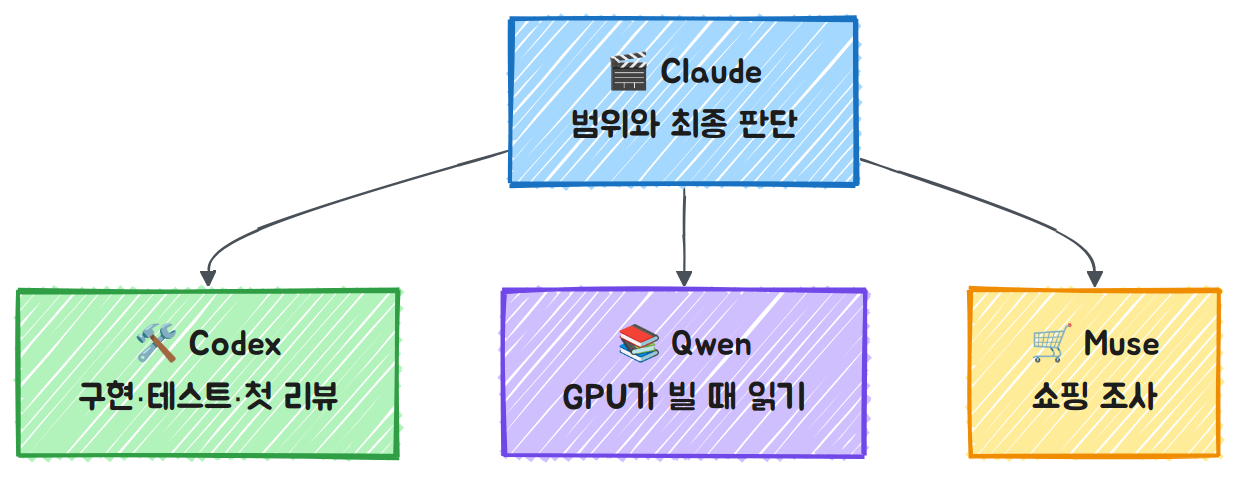 🎬 Claude
범위와 최종 판단
🛠️ Codex
구현·테스트·첫 리뷰
📚 Qwen
GPU가 빌 때 읽기
🛒 Muse
쇼핑 조사